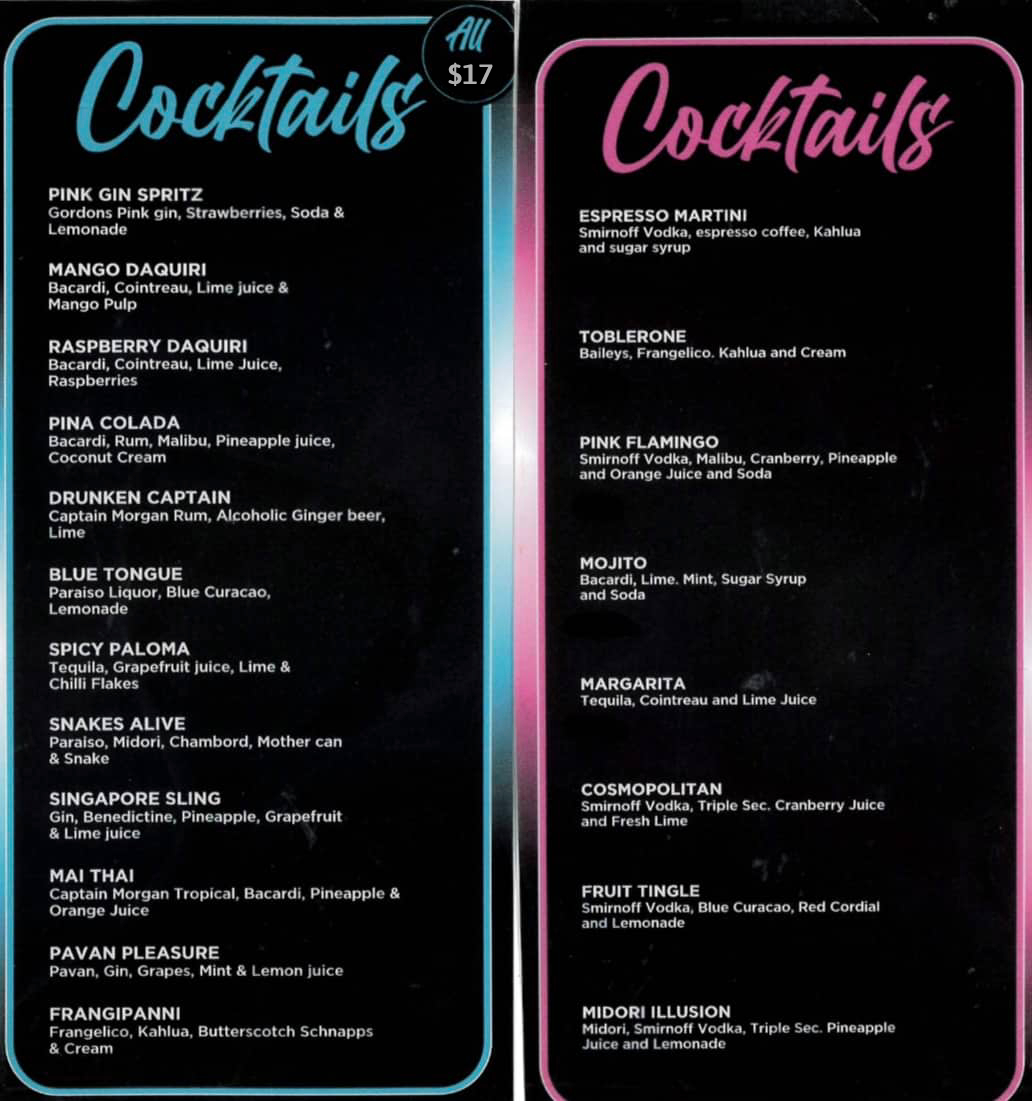 All
$17
Cocktails
PINK GIN SPRITZ
Gordons Pink gin, Strawberries, Soda &
Lemonade
MANGO DAQUIRI
Bacardi, Cointreau, Lime juice &
Mango Pulp
RASPBERRY DAQUIRI
Bacardi, Cointreau, Lime Juice,
Raspberries
PINA COLADA
Bacardi, Rum, Malibu, Pineapple juice,
Coconut Cream
DRUNKEN CAPTAIN
Captain Morgan Rum, Alcoholic Ginger beer,
Lime
BLUE TONGUE
Paraiso Liquor, Blue Curacao,
Lemonade
SPICY PALOMA
Tequila, Grapefruit juice, Lime &
Chilli Flakes
SNAKES ALIVE
Paraiso, Midori, Chambord, Mother can
& Snake
SINGAPORE SLING
Gin, Benedictine, Pineapple, Grapefruit
& Lime juice
MAI THAI
Captain Morgan Tropical, Bacardi, Pineapple &
Orange Juice
PAVAN PLEASURE
Pavan, Gin, Grapes, Mint & Lemon juice
FRANGIPANNI
Frangelico, Kahlua, Butterscotch Schnapps
& Cream
Cocktails
ESPRESSO MARTINI
Smirnoff Vodka, espresso coffee, Kahlua
and sugar syrup
TOBLERONE
Baileys, Frangelico. Kahlua and Cream
PINK FLAMINGO
Smirnoff Vodka, Malibu, Cranberry, Pineapple
and Orange Juice and Soda
MOJITO
Bacardi, Lime. Mint, Sugar Syrup
and Soda
MARGARITA
Tequila, Cointreau and Lime Juice
COSMOPOLITAN
Smirnoff Vodka, Triple Sec. Cranberry Juice
and Fresh Lime
FRUIT TINGLE
Smirnoff Vodka, Blue Curacao, Red Cordial
and Lemonade
MIDORI ILLUSION
Midori, Smirnoff Vodka, Triple Sec. Pineapple
Juice and Lemonade